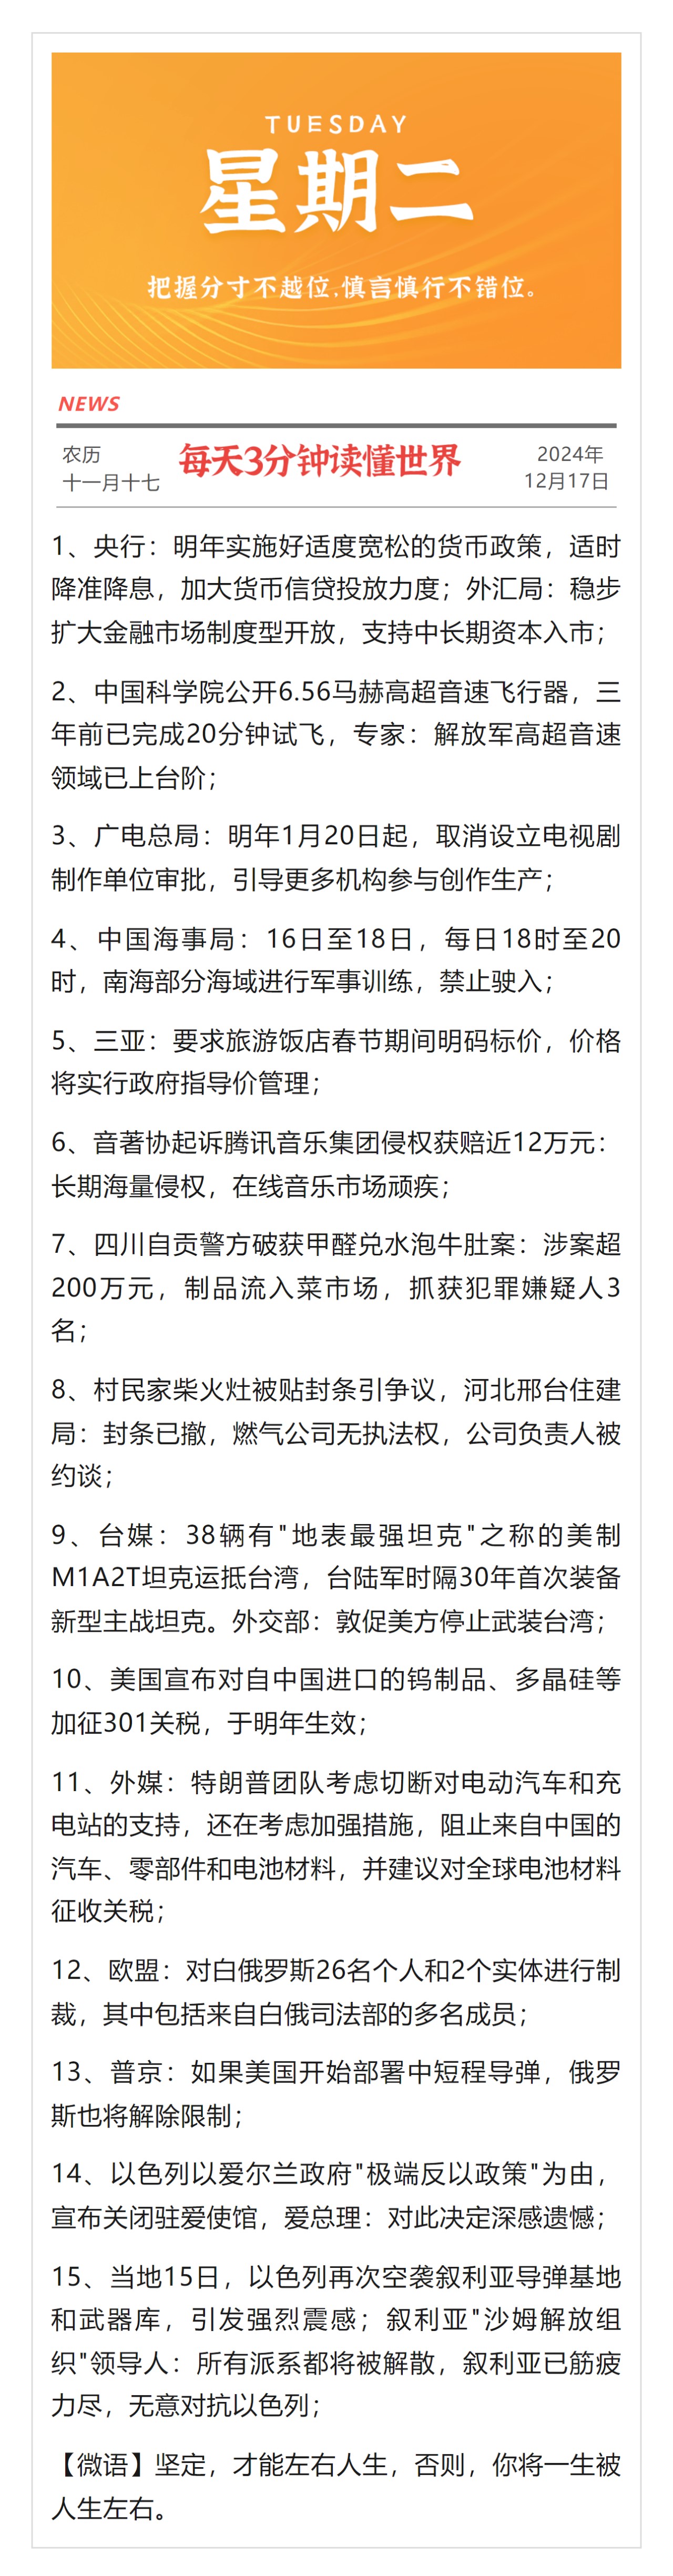 TUESDAY
星期二
把握分寸不越位,慎言慎行不错位。
NEWS
农历
十一月十七
每天3分钟读懂世界
2024年
12月17日
1、央行：明年实施好适度宽松的货币政策，适时
降准降息，加大货币信贷投放力度；外汇局：稳步
扩大金融市场制度型开放，支持中长期资本入市；
2、中国科学院公开6.56马赫高超音速飞行器，三
年前已完成20分钟试飞，专家：解放军高超音速
领域已上台阶；
3、广电总局：明年1月20日起，取消设立电视剧
制作单位审批，引导更多机构参与创作生产；
4、中国海事局：16日至18日，每日18时至20
时，南海部分海域进行军事训练，禁止驶入；
5、三亚：要求旅游饭店春节期间明码标价，价格
将实行政府指导价管理；
6、音著协起诉腾讯音乐集团侵权获赔近12万元：
长期海量侵权，在线音乐市场顽疾；
7、四川自贡警方破获甲醛兑水泡牛肚案：涉案超
200万元，制品流入菜市场，抓获犯罪嫌疑人3
名；
8、村民家柴火灶被贴封条引争议，河北邢台住建
局：封条已撤，燃气公司无执法权，公司负责人被
约谈；
9、台媒：38辆有"地表最强坦克"之称的美制
M1A2T坦克运抵台湾，台陆军时隔30年首次装备
新型主战坦克。外交部：敦促美方停止武装台湾；
10、美国宣布对自中国进口的钨制品、多晶硅等
加征301关税，于明年生效；
11、外媒：特朗普团队考虑切断对电动汽车和充
电站的支持，还在考虑加强措施，阻止来自中国的
汽车、零部件和电池材料，并建议对全球电池材料
征收关税；
12、欧盟：对白俄罗斯26名个人和2个实体进行制
裁，其中包括来自白俄司法部的多名成员；
13、普京：如果美国开始部署中短程导弹，俄罗
斯也将解除限制；
14、以色列以爱尔兰政府"极端反以政策"为由，
宣布关闭驻爱使馆，爱总理：对此决定深感遗憾；
15、当地15日，以色列再次空袭叙利亚导弹基地
和武器库，引发强烈震感；叙利亚"沙姆解放组
织"领导人：所有派系都将被解散，叙利亚已筋疲
力尽，无意对抗以色列；
【微语】坚定，才能左右人生，否则，你将一生被
人生左右。